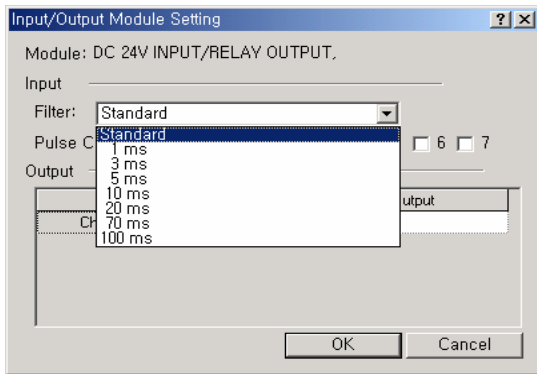 Input/Output Module Setting
Module: DC 24V INPUT/RELAY OUTPUT,
Input
Filter: Standard
Standard
1 ms
Pulse C 6 7
3 ms
5 ms
Output
10 ms
utput
20 ms
Ch
70 ms
100 ms
OK Cancel